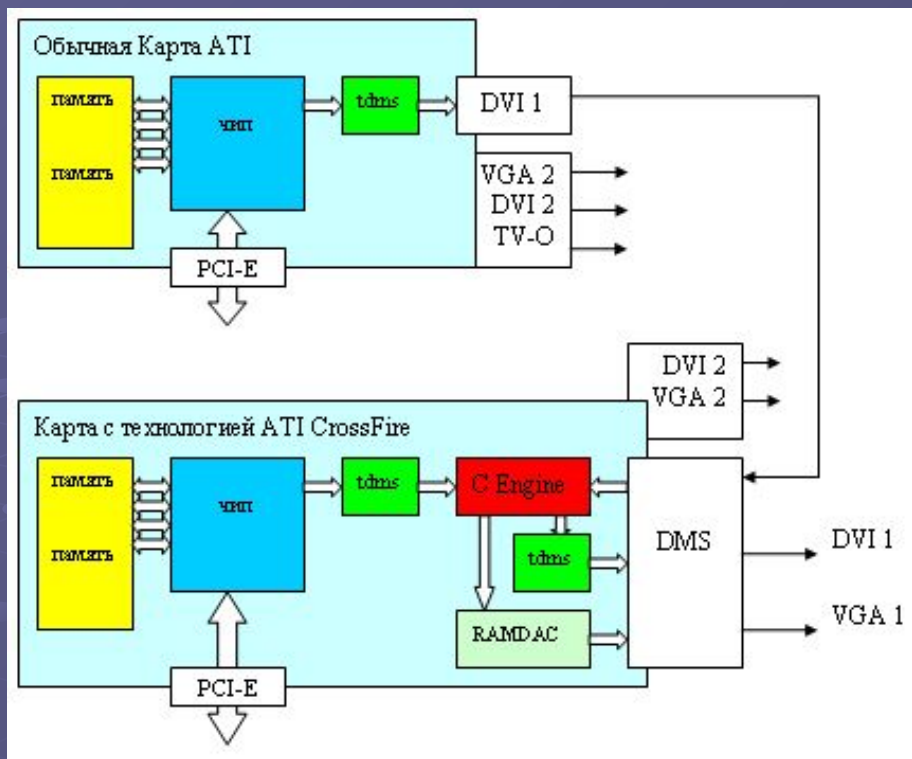 Обычная Карта ATI
память
память
чип
tdms
DVI 1
VGA 2
DVI 2
TV-O
PCI-E
DVI 2
VGA 2
Карта с технологией ATI CrossFire
память
память
чип
tdms
C Engine
tdms
RAMDAC
DMS
DVI 1
VGA 1
PCI-E